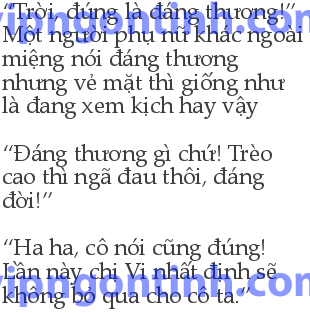 “Trời, đúng là đáng thương!”
Một người phụ nữ khác ngoài
miệng nói đáng thương
nhưng vẻ mặt thì giống như
là đang xem kịch hay vậy
“Đáng thương gì chứ! Trèo
cao thì ngã đau thôi, đáng
đời!”
“Ha ha, cô nói cũng đúng!
Lần này chị Vi nhất định sẽ
không bỏ qua cho cô ta.”